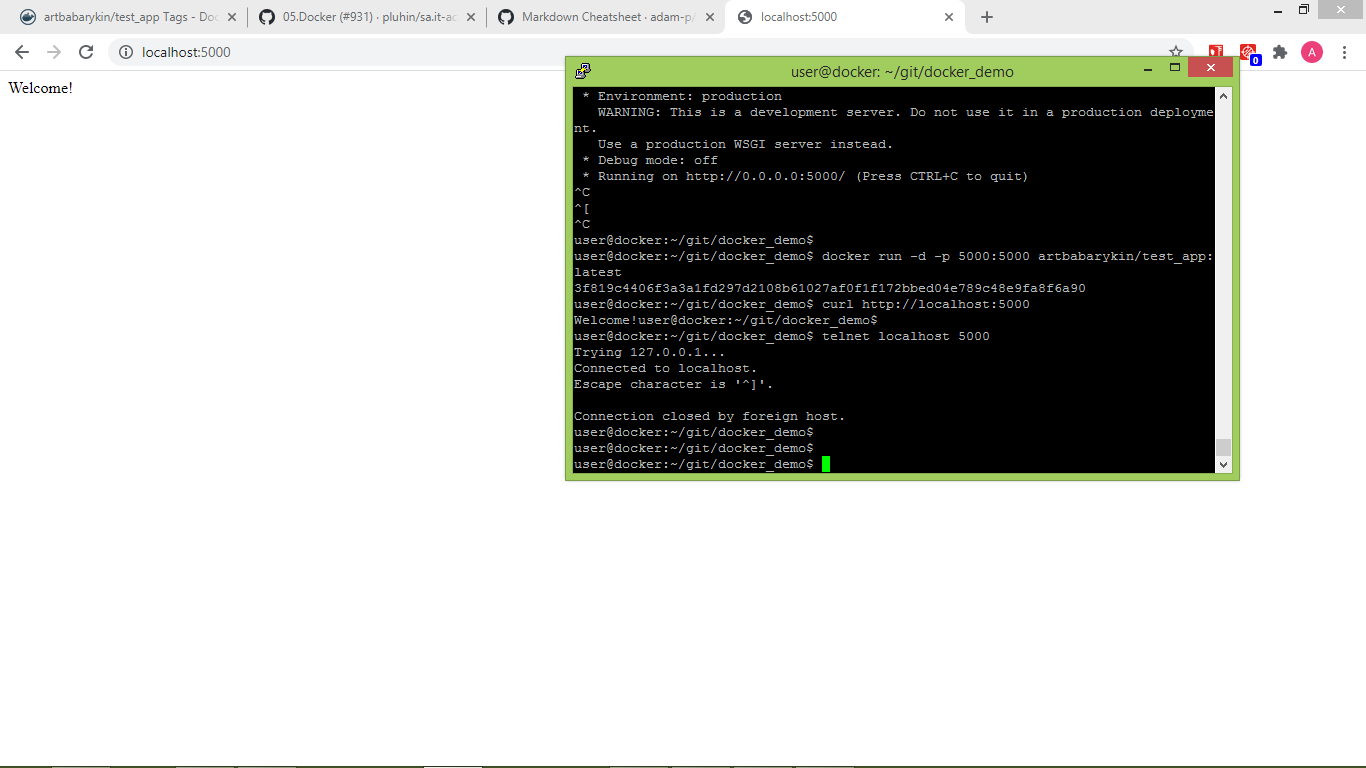 artbabarykin/test_app Tags - Doc
05.Docker (#931) · pluhin/sa.it-ac
Markdown Cheatsheet · adam-p/
localhost:5000
localhost:5000
A
0
Welcome!
user@docker: ~/git/docker_demo
* Environment: production
WARNING: This is a development server. Do not use it in a production deployme
nt.
Use a production WSGI server instead.
* Debug mode: off
* Running on http://0.0.0.0:5000/ (Press CTRL+C to quit)
^C
^[
^C
user@docker:~/git/docker_demo$
user@docker:~/git/docker_demo$ docker run -d -p 5000:5000 artbabarykin/test_app:
latest
3f819c4406f3a3a1fd297d2108b61027af0f1f172bbed04e789c48e9fa8f6a90
user@docker:~/git/docker_demo$ curl http://localhost:5000
Welcome!user@docker:~/git/docker_demo$
user@docker:~/git/docker_demo$ telnet localhost 5000
Trying 127.0.0.1...
Connected to localhost.
Escape character is '^]'.
Connection closed by foreign host.
user@docker:~/git/docker_demo$
user@docker:~/git/docker_demo$
user@docker:~/git/docker_demo$